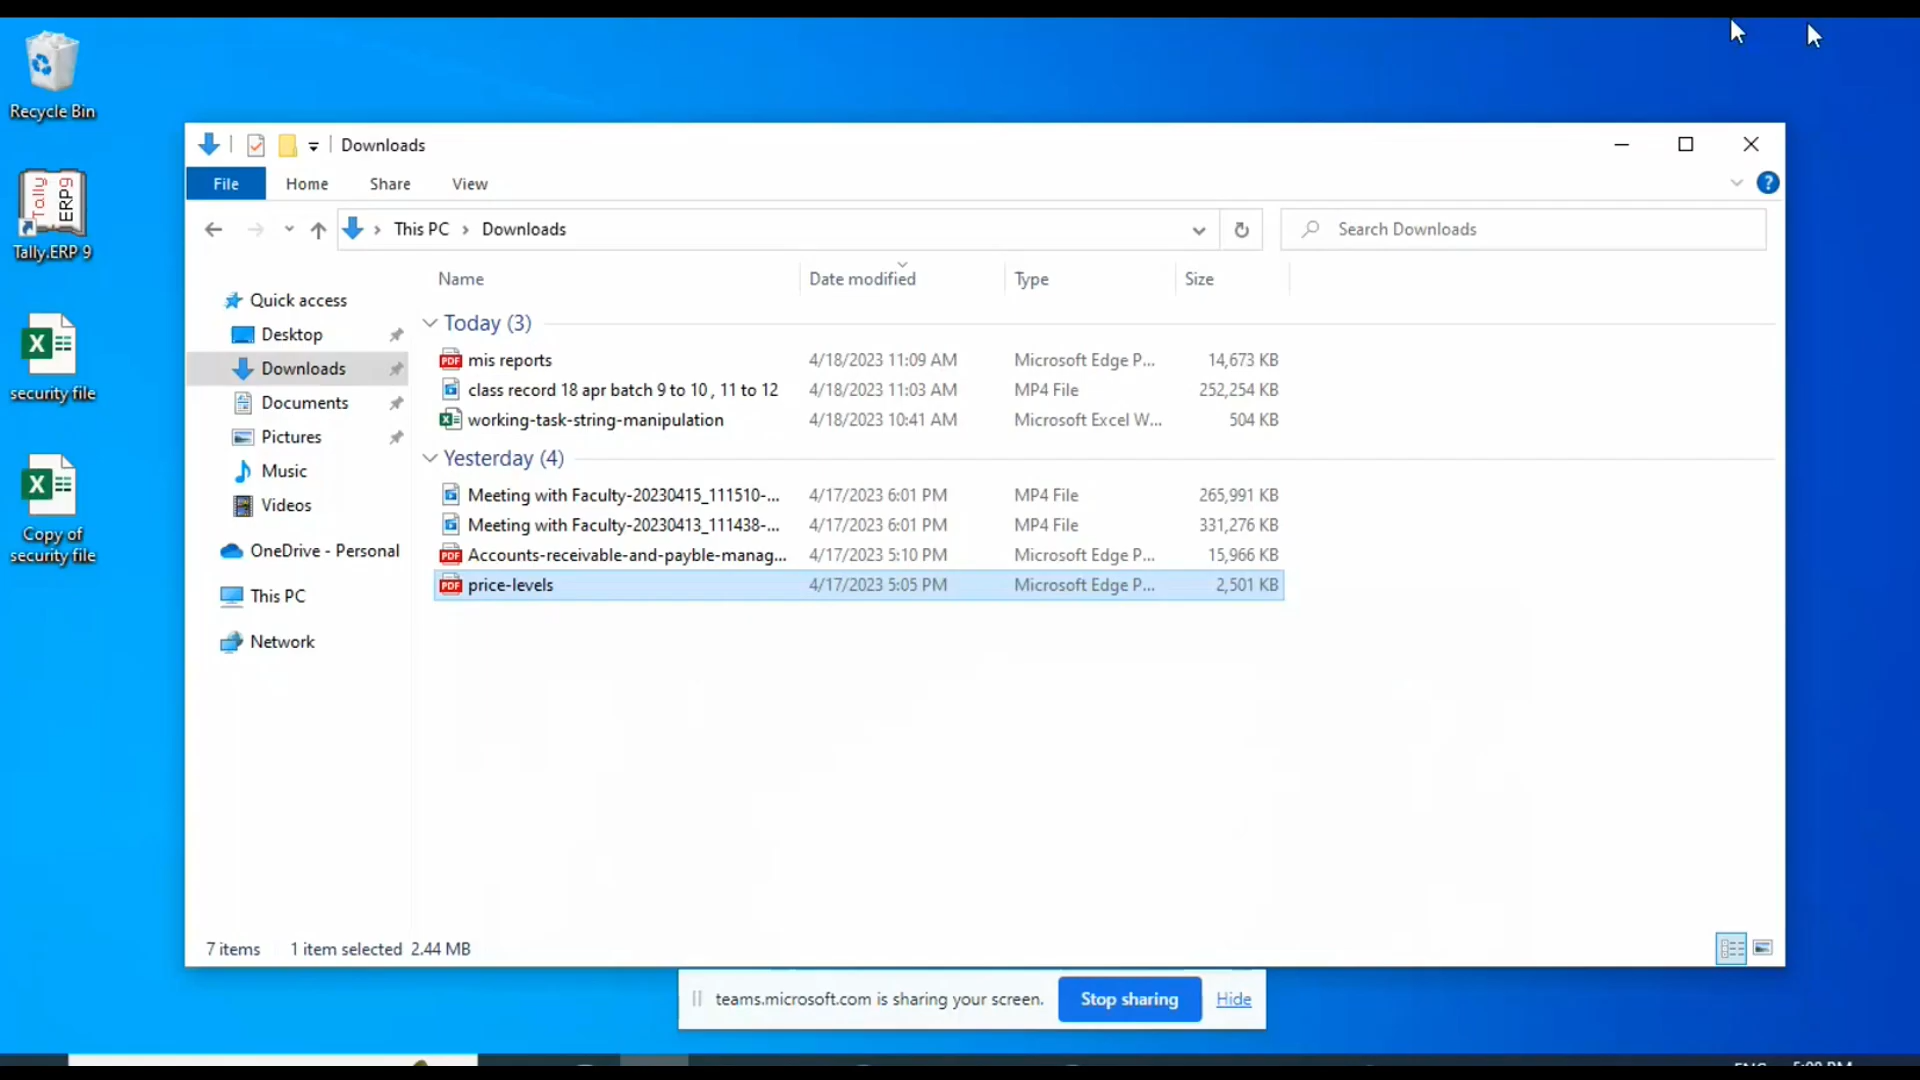 Recycle Bin
Tally
ERP9
Tally.ERP 9
security file
Copy of
security file
Downloads
File Home Share View
This PC Downloads
Search Downloads
Name Date modified Type Size
Quick access
Desktop
Downloads
Documents
Pictures
Music
Videos
OneDrive - Personal
This PC
Network
Today (3)
mis reports 4/18/2023 11:09 AM Microsoft Edge P... 14,673 KB
class record 18 apr batch 9 to 10 , 11 to 12 4/18/2023 11:03 AM MP4 File 252,254 KB
working-task-string-manipulation 4/18/2023 10:41 AM Microsoft Excel W... 504 KB
Yesterday (4)
Meeting with Faculty-20230415_111510-... 4/17/2023 6:01 PM MP4 File 265,991 KB
Meeting with Faculty-20230413_111438-... 4/17/2023 6:01 PM MP4 File 331,276 KB
Accounts-receivable-and-payble-manag... 4/17/2023 5:10 PM Microsoft Edge P... 15,966 KB
price-levels 4/17/2023 5:05 PM Microsoft Edge P... 2,501 KB
7 items 1 item selected 2.44 MB
teams.microsoft.com is sharing your screen. Stop sharing Hide